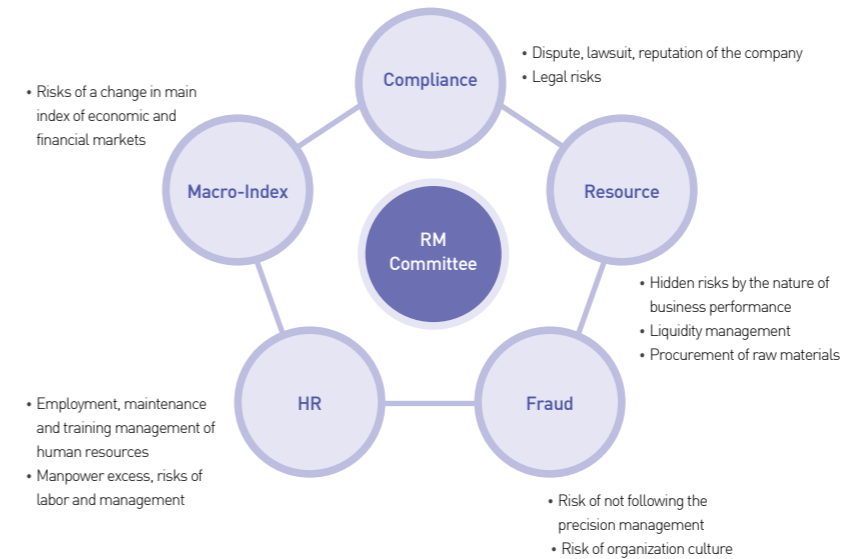 Compliance
• Dispute, lawsuit, reputation of the company
• Legal risks
• Risks of a change in main
index of economic and
financial markets
Macro-Index
Resource
RM
Committee
• Hidden risks by the nature of
business performance
• Liquidity management
• Procurement of raw materials
HR
Fraud
• Employment, maintenance
and training management of
human resources
• Manpower excess, risks of
labor and management
• Risk of not following the
precision management
• Risk of organization culture